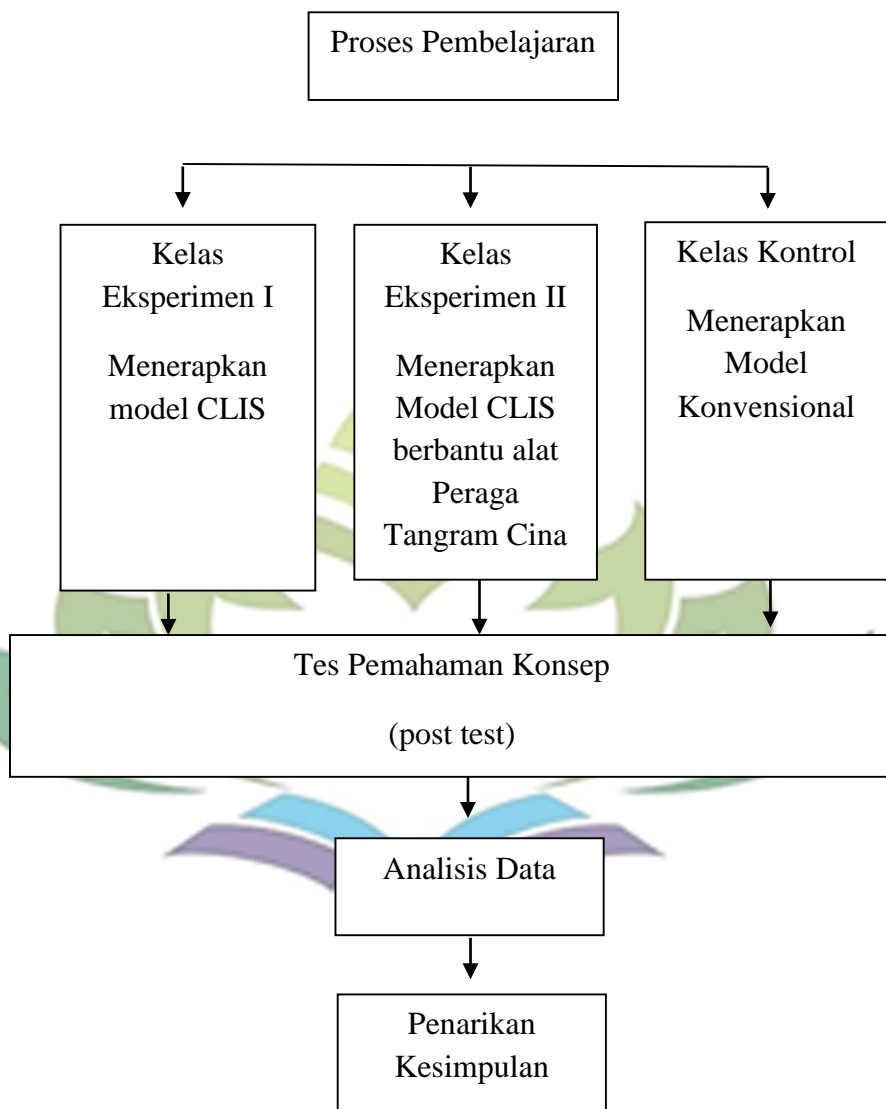 Proses Pembelajaran
Kelas
Eksperimen I
Menerapkan
model CLIS
Kelas
Eksperimen II
Menerapkan
Model CLIS
berbantu alat
Peraga
Tangram Cina
Kelas Kontrol
Menerapkan
Model
Konvensional
Tes Pemahaman Konsep
(post test)
Analisis Data
Penarikan
Kesimpulan